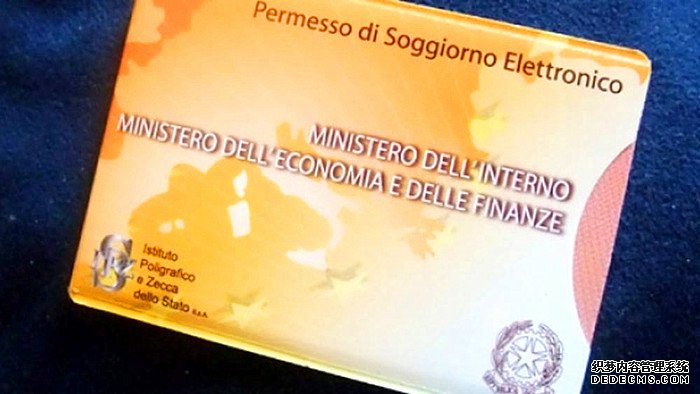 Permesso di Soggiorno Elettronico
MINISTERO DELL'INTERNO
MINISTERO DELL'ECONOMIA E DELLE FINANZE
Istituto
Poligrafico
e Zecca
dello Stato S.p.A.
织梦内容管理系统
DEDECMS.COM